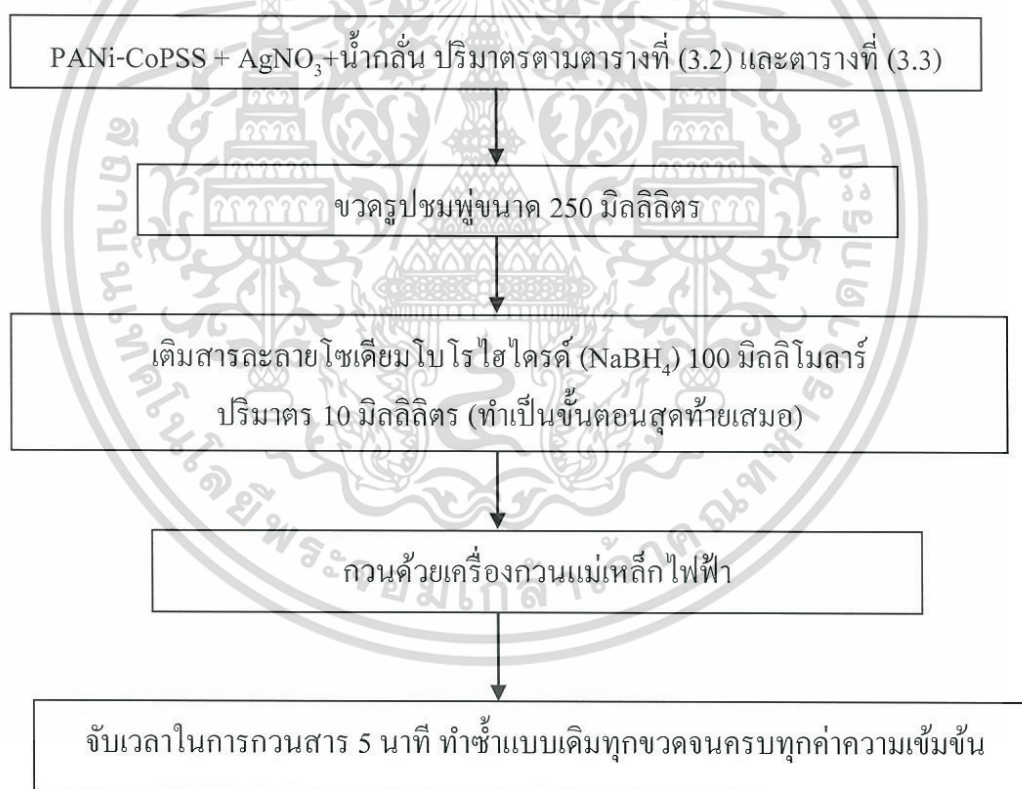 PANi-CoPSS + AgNO₃+น้ำกลั่น ปริมาตรตามตารางที่ (3.2) และตารางที่ (3.3)
ขวดรูปชมพู่ขนาด 250 มิลลิลิตร
เติมสารละลายโซเดียมโบโรไฮไดรด์ (NaBH₄) 100 มิลลิโมลาร์
ปริมาตร 10 มิลลิลิตร (ทำเป็นขั้นตอนสุดท้ายเสมอ)
กวนด้วยเครื่องกวนแม่เหล็กไฟฟ้า
จับเวลาในการกวนสาร 5 นาที ทำซ้ำแบบเดิมทุกขวดจนครบทุกค่าความเข้มข้น